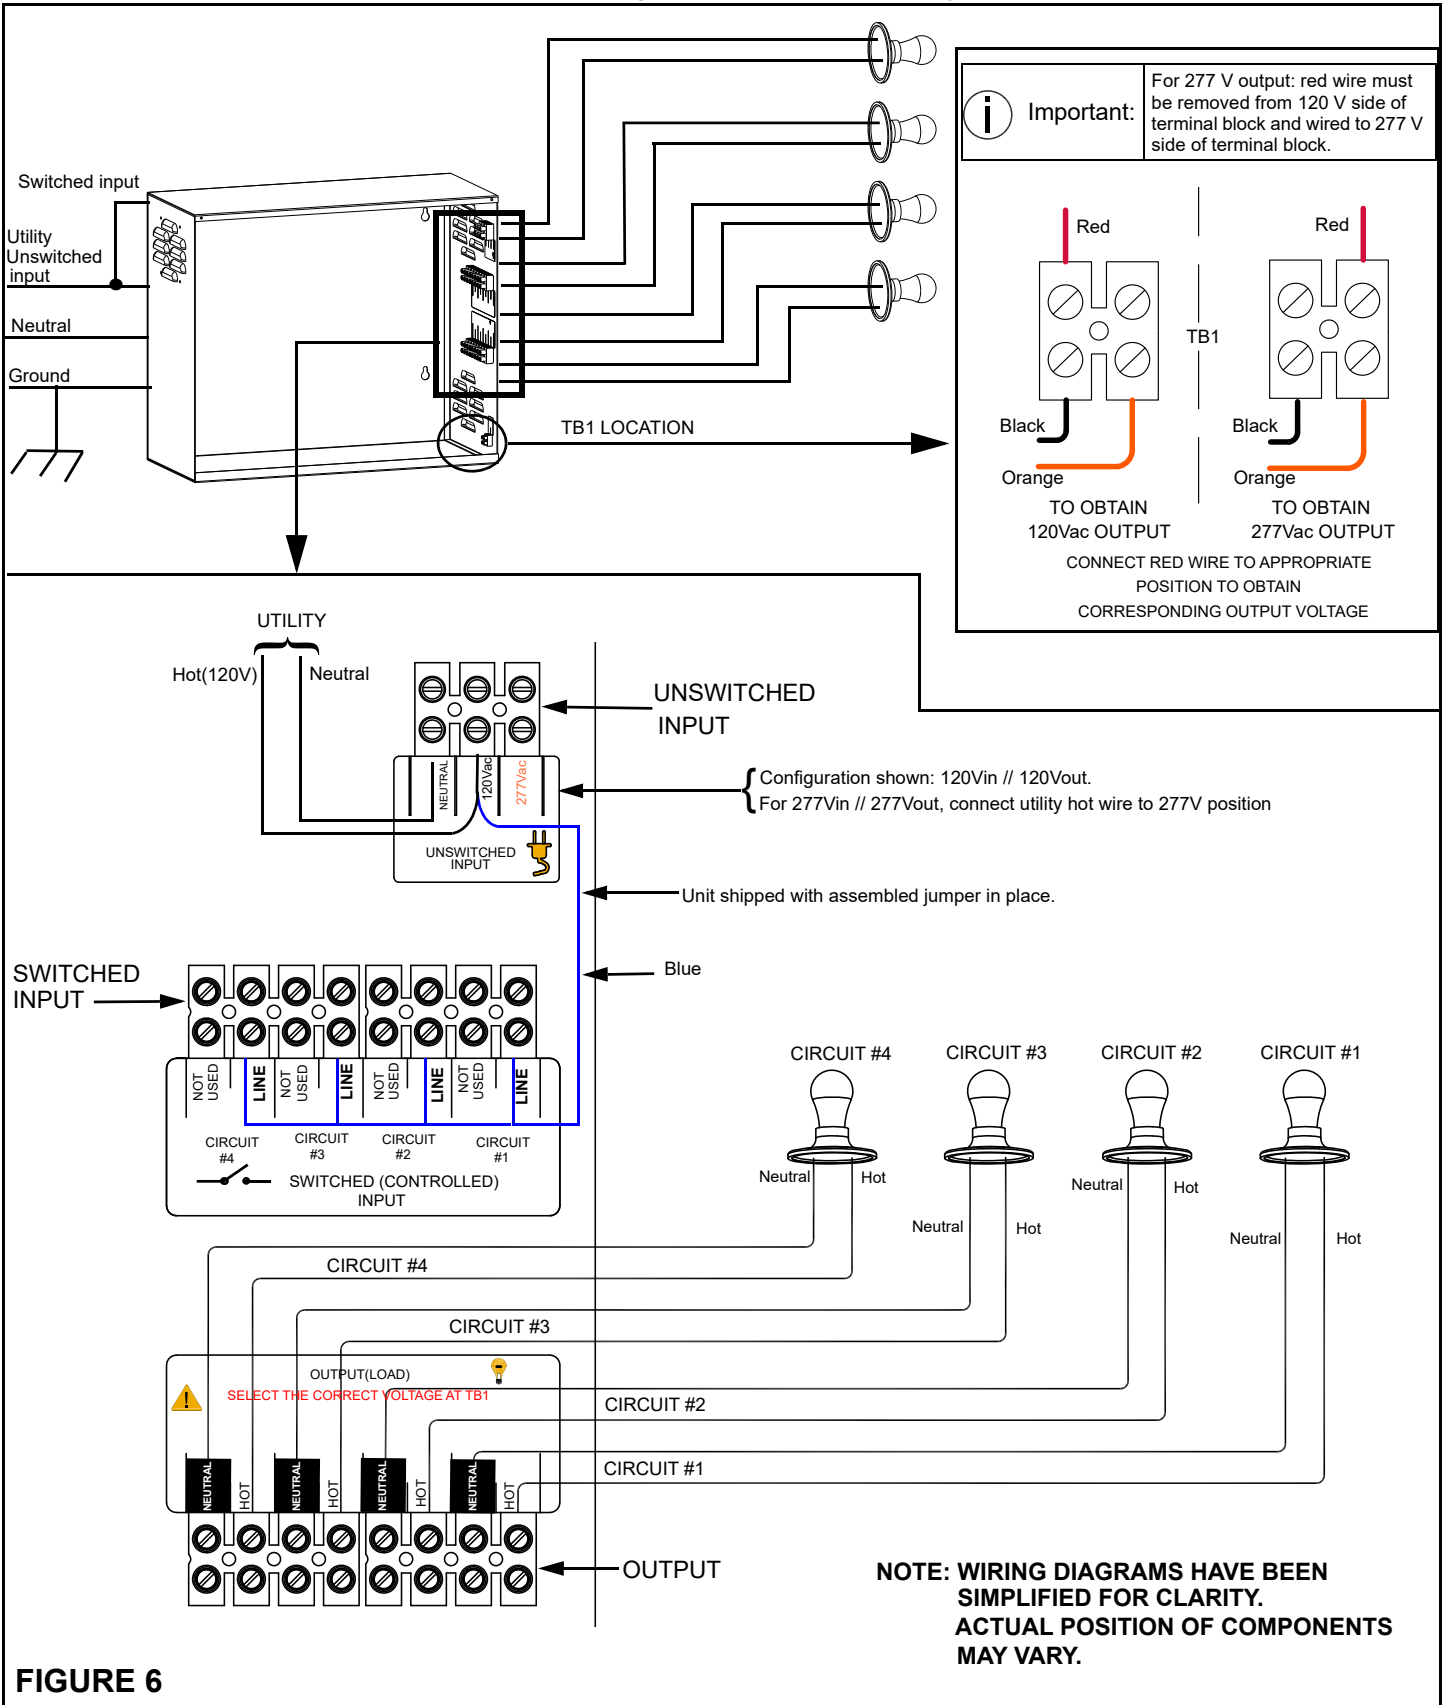 Important:
For 277 V output: red wire must
be removed from 120 V side of
terminal block and wired to 277 V
side of terminal block.
Switched input
Utility
Unswitched
input
Neutral
Ground
TB1 LOCATION
Red
Red
TB1
Black
Black
Orange
Orange
TO OBTAIN
120Vac OUTPUT
TO OBTAIN
277Vac OUTPUT
CONNECT RED WIRE TO APPROPRIATE
POSITION TO OBTAIN
CORRESPONDING OUTPUT VOLTAGE
UTILITY
Hot(120V)
Neutral
UNSWITCHED
INPUT
NEUTRAL
120Vac
277Vac
UNSWITCHED
INPUT
Configuration shown: 120Vin // 120Vout.
For 277Vin // 277Vout, connect utility hot wire to 277V position
Unit shipped with assembled jumper in place.
Blue
SWITCHED
INPUT
NOT
USED
LINE
NOT
USED
LINE
NOT
USED
LINE
NOT
USED
LINE
CIRCUIT
#4
CIRCUIT
#3
CIRCUIT
#2
CIRCUIT
#1
SWITCHED (CONTROLLED)
INPUT
CIRCUIT #4
CIRCUIT #3
CIRCUIT #2
CIRCUIT #1
Neutral
Hot
Neutral
Hot
Neutral
Hot
Neutral
Hot
CIRCUIT #4
CIRCUIT #3
CIRCUIT #2
CIRCUIT #1
OUTPUT(LOAD)
SELECT THE CORRECT VOLTAGE AT TB1
NEUTRAL
HOT
NEUTRAL
HOT
NEUTRAL
HOT
NEUTRAL
HOT
OUTPUT
NOTE: WIRING DIAGRAMS HAVE BEEN
SIMPLIFIED FOR CLARITY.
ACTUAL POSITION OF COMPONENTS
MAY VARY.
FIGURE 6